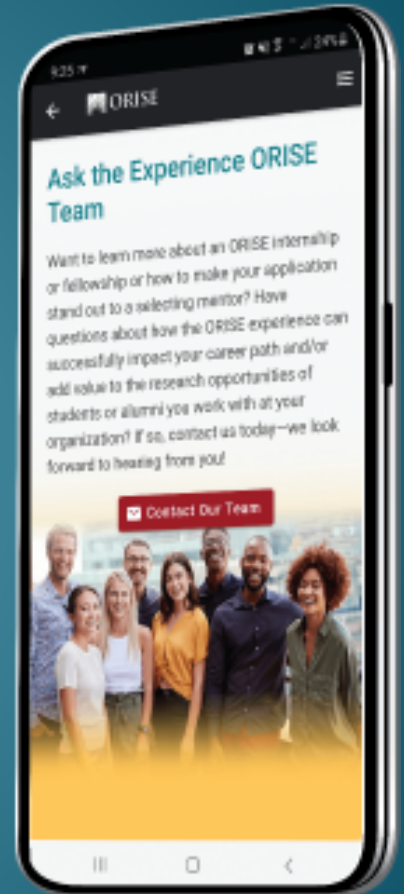 9:25
24%
ORISE
Ask the Experience ORISE
Team
Want to learn more about an ORISE internship
or fellowship or how to make your application
stand out to a selecting mentor? Have
questions about how the ORISE experience can
successfully impact your career path and/or
add value to the research opportunities of
students or alumni you work with at your
organization? If so, contact us today—we look
forward to hearing from you!
Contact Our Team